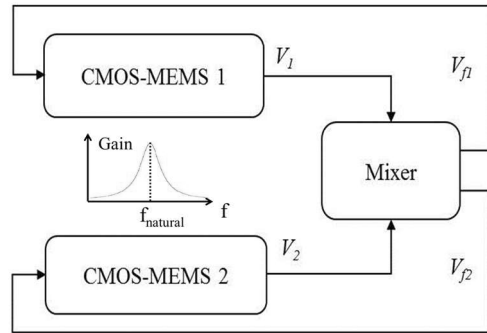 CMOS-MEMS 1
V1
Vf1
Gain
Mixer
fnatural
f
CMOS-MEMS 2
V2
Vf2